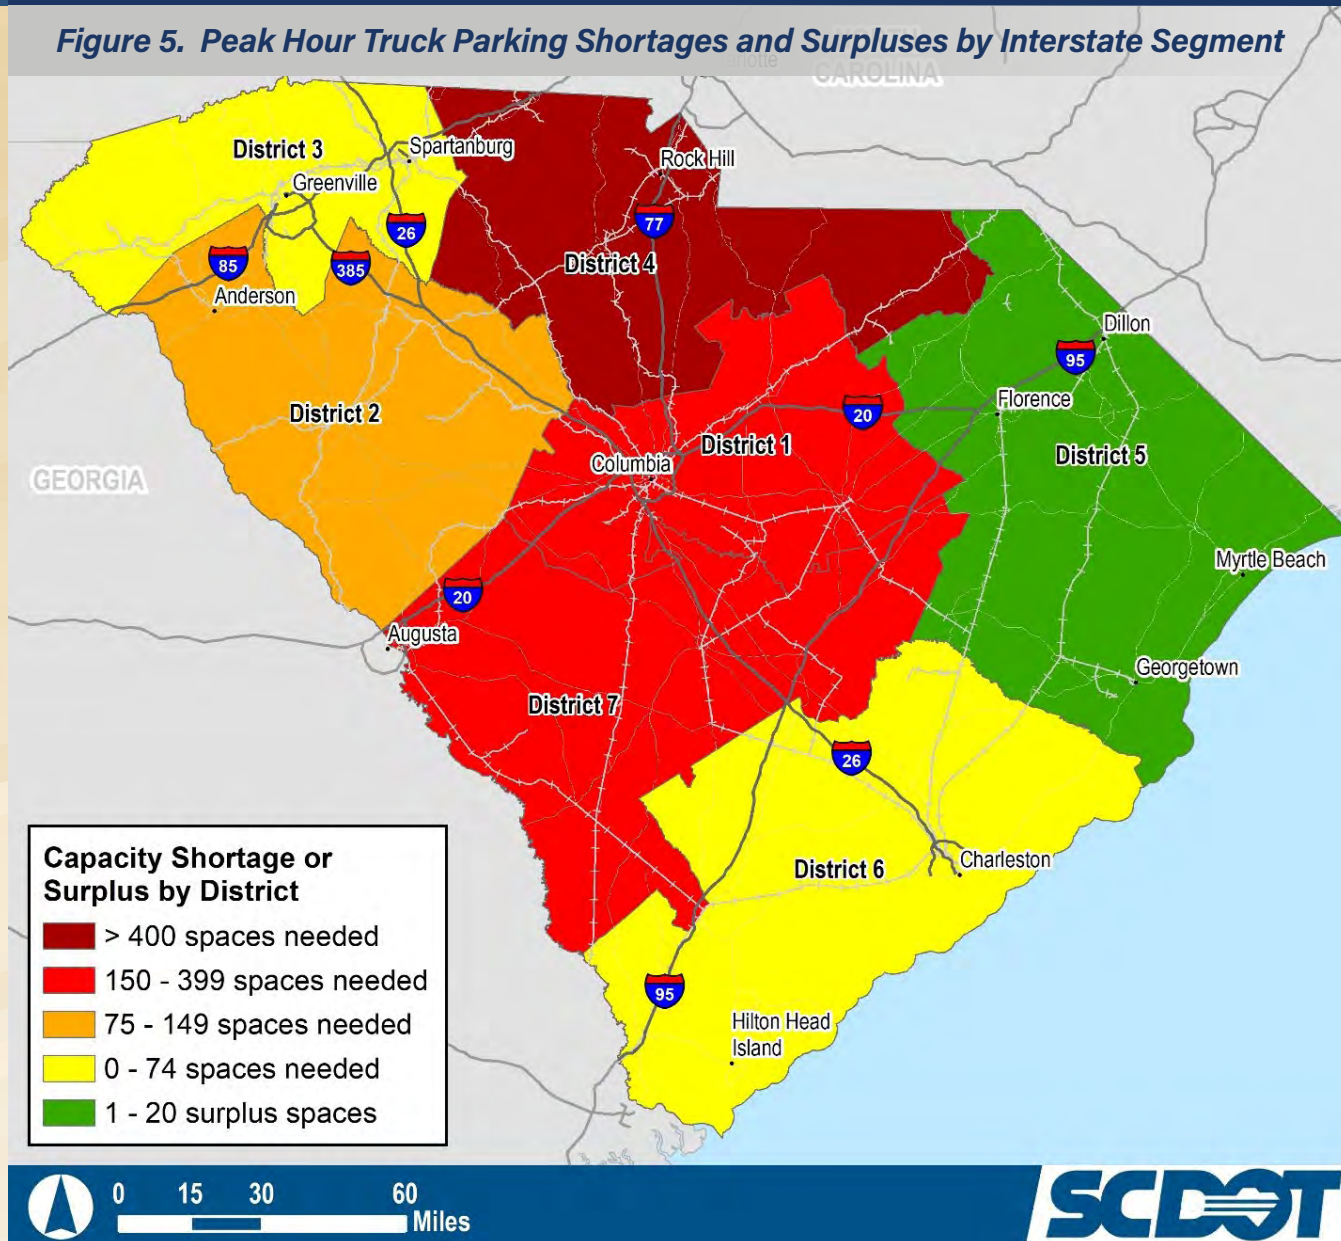 Figure 5. Peak Hour Truck Parking Shortages and Surpluses by Interstate Segment
CAROLINA
District 3
Spartanburg
Greenville
Rock Hill
26
77
85
385
District 4
Anderson
Dillon
95
Florence
20
District 2
District 1
District 5
Columbia
GEORGIA
Myrtle Beach
20
Augusta
Georgetown
District 7
26
Charleston
District 6
95
Hilton Head
Island
Capacity Shortage or
Surplus by District
> 400 spaces needed
150 - 399 spaces needed
75 - 149 spaces needed
0 - 74 spaces needed
1 - 20 surplus spaces
0 15 30 60
Miles
SCDOT